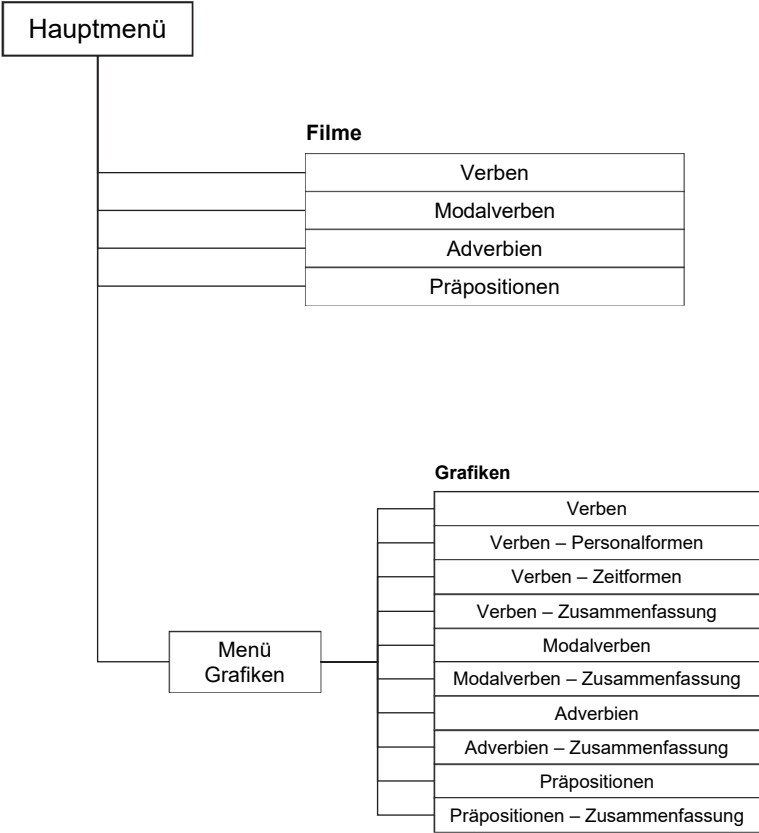 Hauptmenü
Filme
Verben
Modalverben
Adverbien
Präpositionen
Grafiken
Verben
Verben – Personalformen
Verben – Zeitformen
Verben – Zusammenfassung
Menü
Grafiken
Modalverben
Modalverben – Zusammenfassung
Adverbien
Adverbien – Zusammenfassung
Präpositionen
Präpositionen – Zusammenfassung